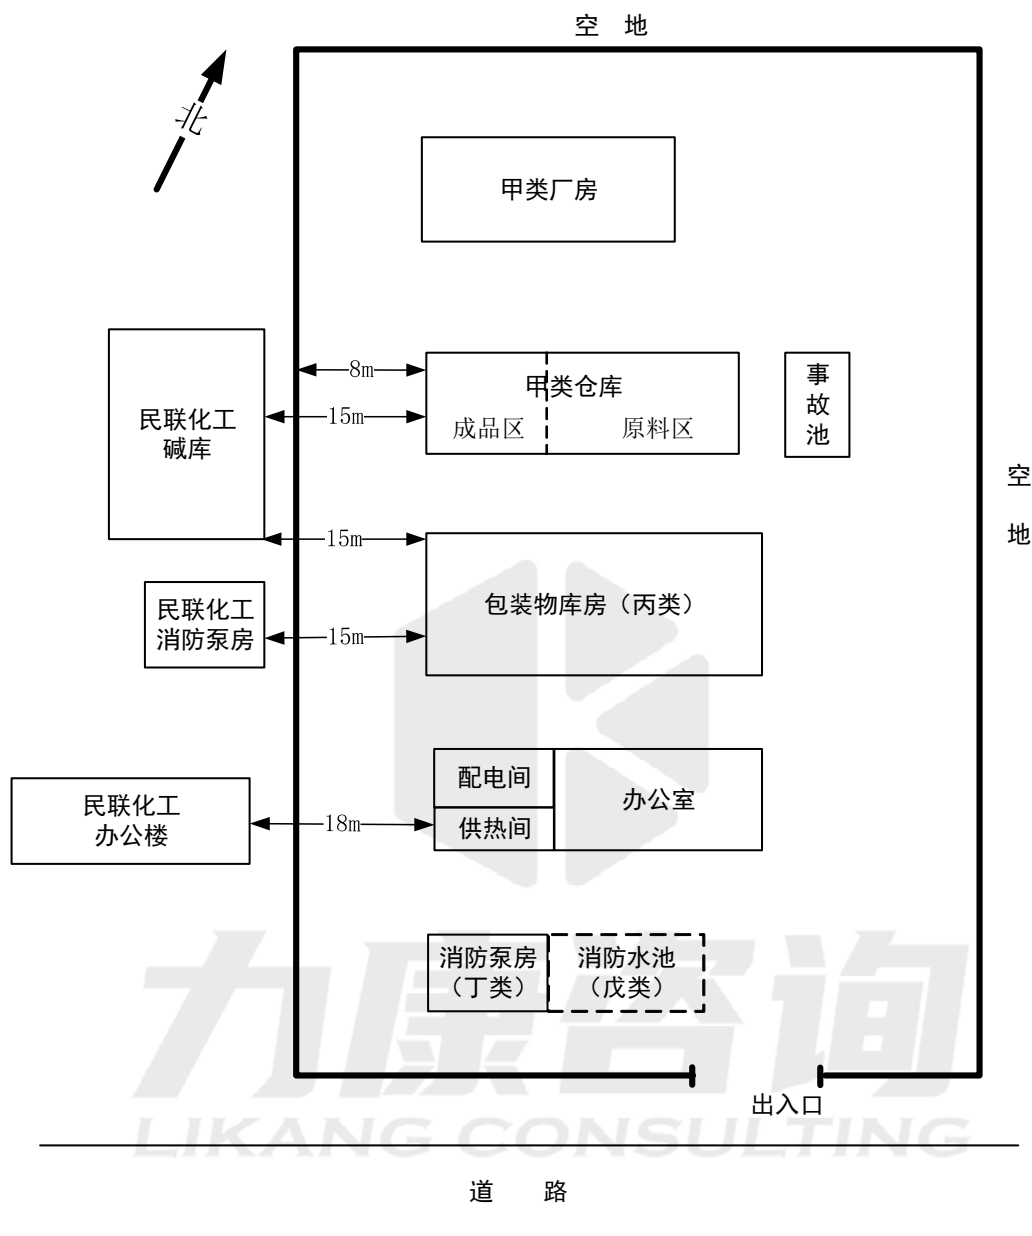 空 地
北
甲类厂房
8m
甲类仓库
事故池
民联化工
碱库
15m
成品区
原料区
空地
15m
包装物库房（丙类）
民联化工
消防泵房
15m
配电间
办公室
民联化工
办公楼
18m
供热间
消防泵房
（丁类）
消防水池
（戊类）
力康咨询
出入口
LIKANG CONSULTING
道 路